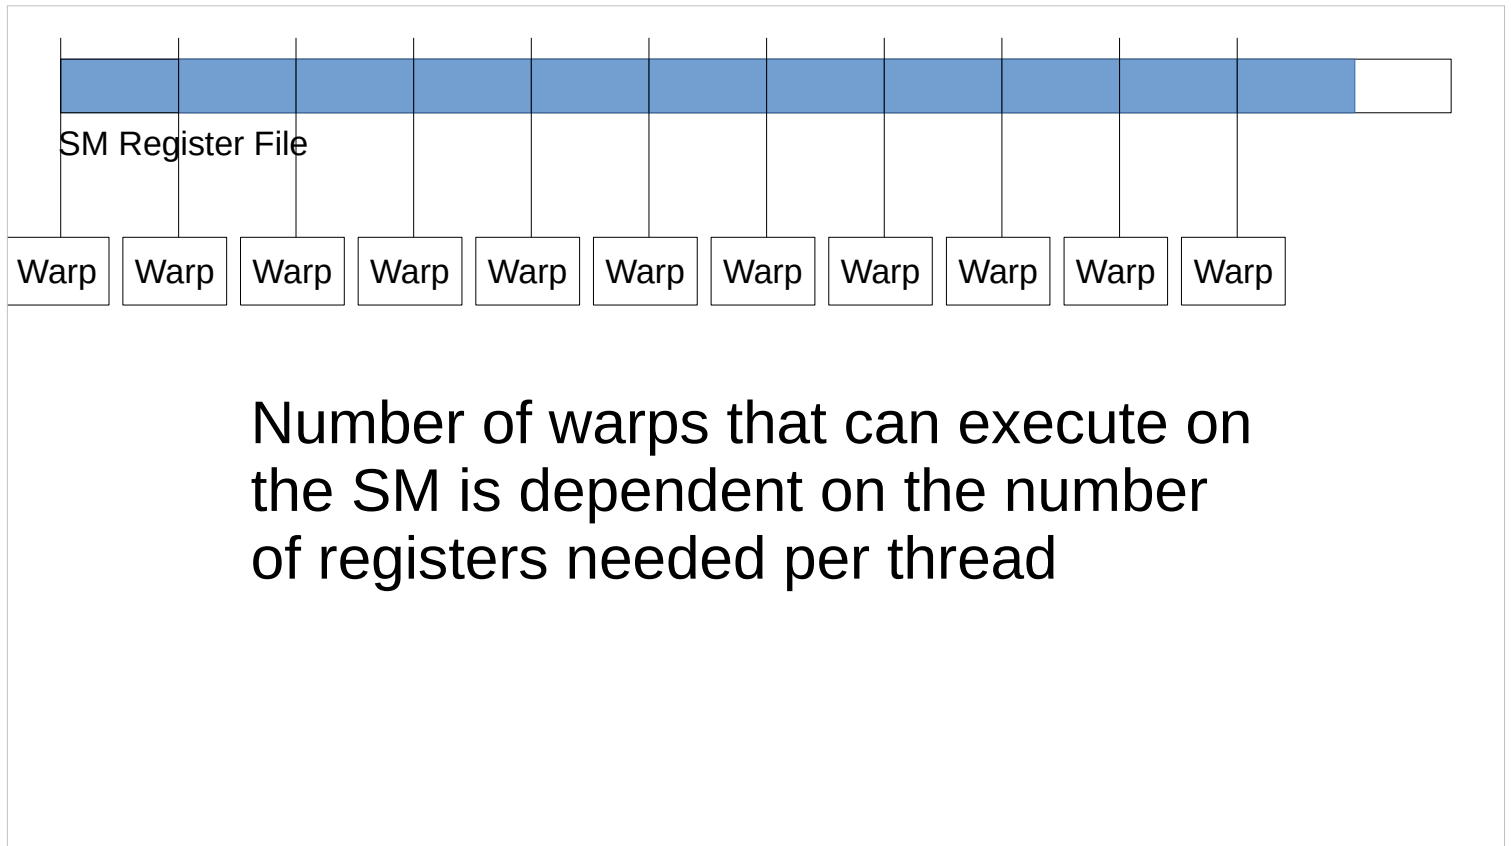 SM Register File
Warp Warp Warp Warp Warp Warp Warp Warp Warp Warp Warp
Number of warps that can execute on
the SM is dependent on the number
of registers needed per thread